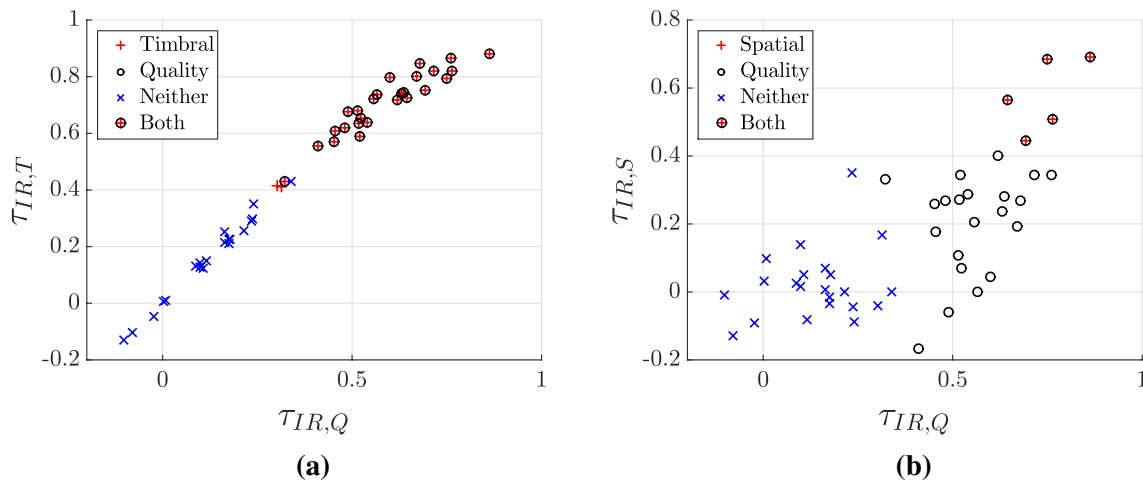 1
0.8
0.6
0.4
0.2
0
-0.2
0
0.5
1
τIR,T
τIR,Q
Timbral
Quality
Neither
Both
(a)
0.8
0.6
0.4
0.2
0
-0.2
0
0.5
1
τIR,S
τIR,Q
Spatial
Quality
Neither
Both
(b)